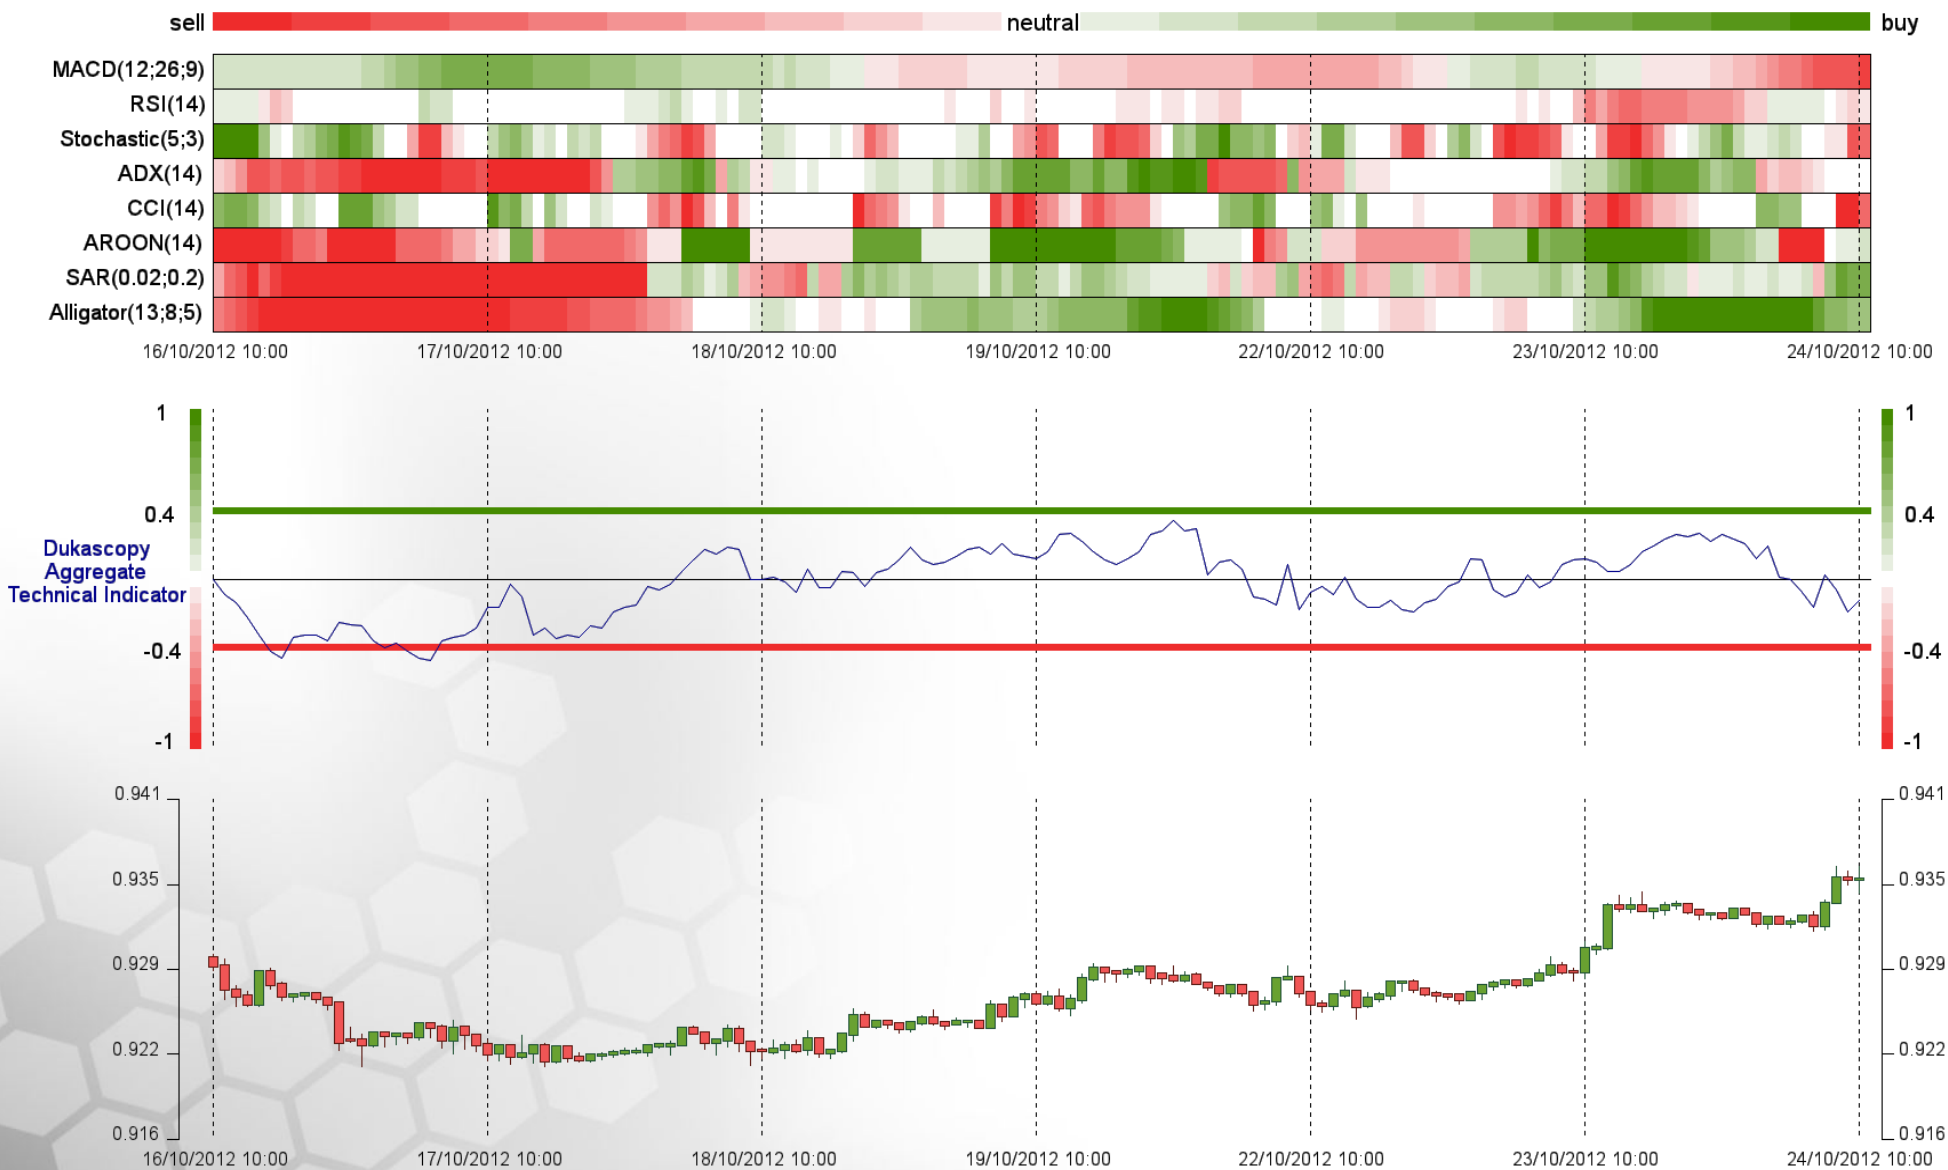 sell neutral buy
MACD(12;26;9)
RSI(14)
Stochastic(5;3)
ADX(14)
CCI(14)
AROON(14)
SAR(0.02;0.2)
Alligator(13;8;5)
16/10/2012 10:00 17/10/2012 10:00 18/10/2012 10:00 19/10/2012 10:00 22/10/2012 10:00 23/10/2012 10:00 24/10/2012 10:00
1 1
0.4 0.4
Dukascopy
Aggregate
Technical Indicator
-0.4 -0.4
-1 -1
0.941 0.941
0.935 0.935
0.929 0.929
0.922 0.922
0.916 0.916
16/10/2012 10:00 17/10/2012 10:00 18/10/2012 10:00 19/10/2012 10:00 22/10/2012 10:00 23/10/2012 10:00 24/10/2012 10:00